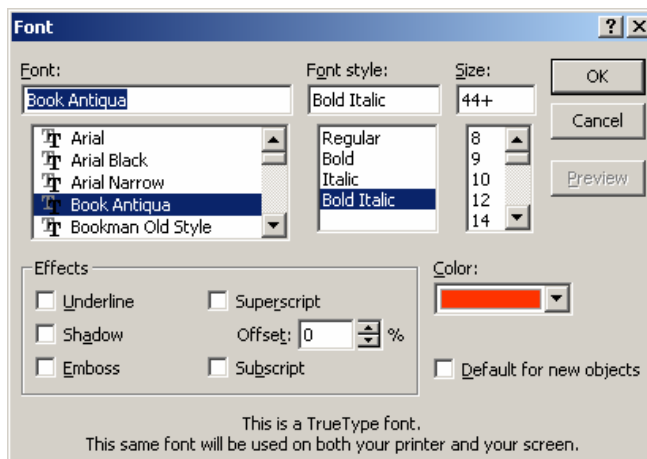 Font
Font: Font style: Size:
Book Antiqua Bold Italic 44+ OK
Arial Regular 8 Cancel
Arial Black Bold 9
Arial Narrow Italic 10 Preview
Book Antiqua Bold Italic 12
Bookman Old Style 14
Effects Color:
Underline Superscript
Shadow Offset: 0 %
Emboss Subscript Default for new objects
This is a TrueType font.
This same font will be used on both your printer and your screen.